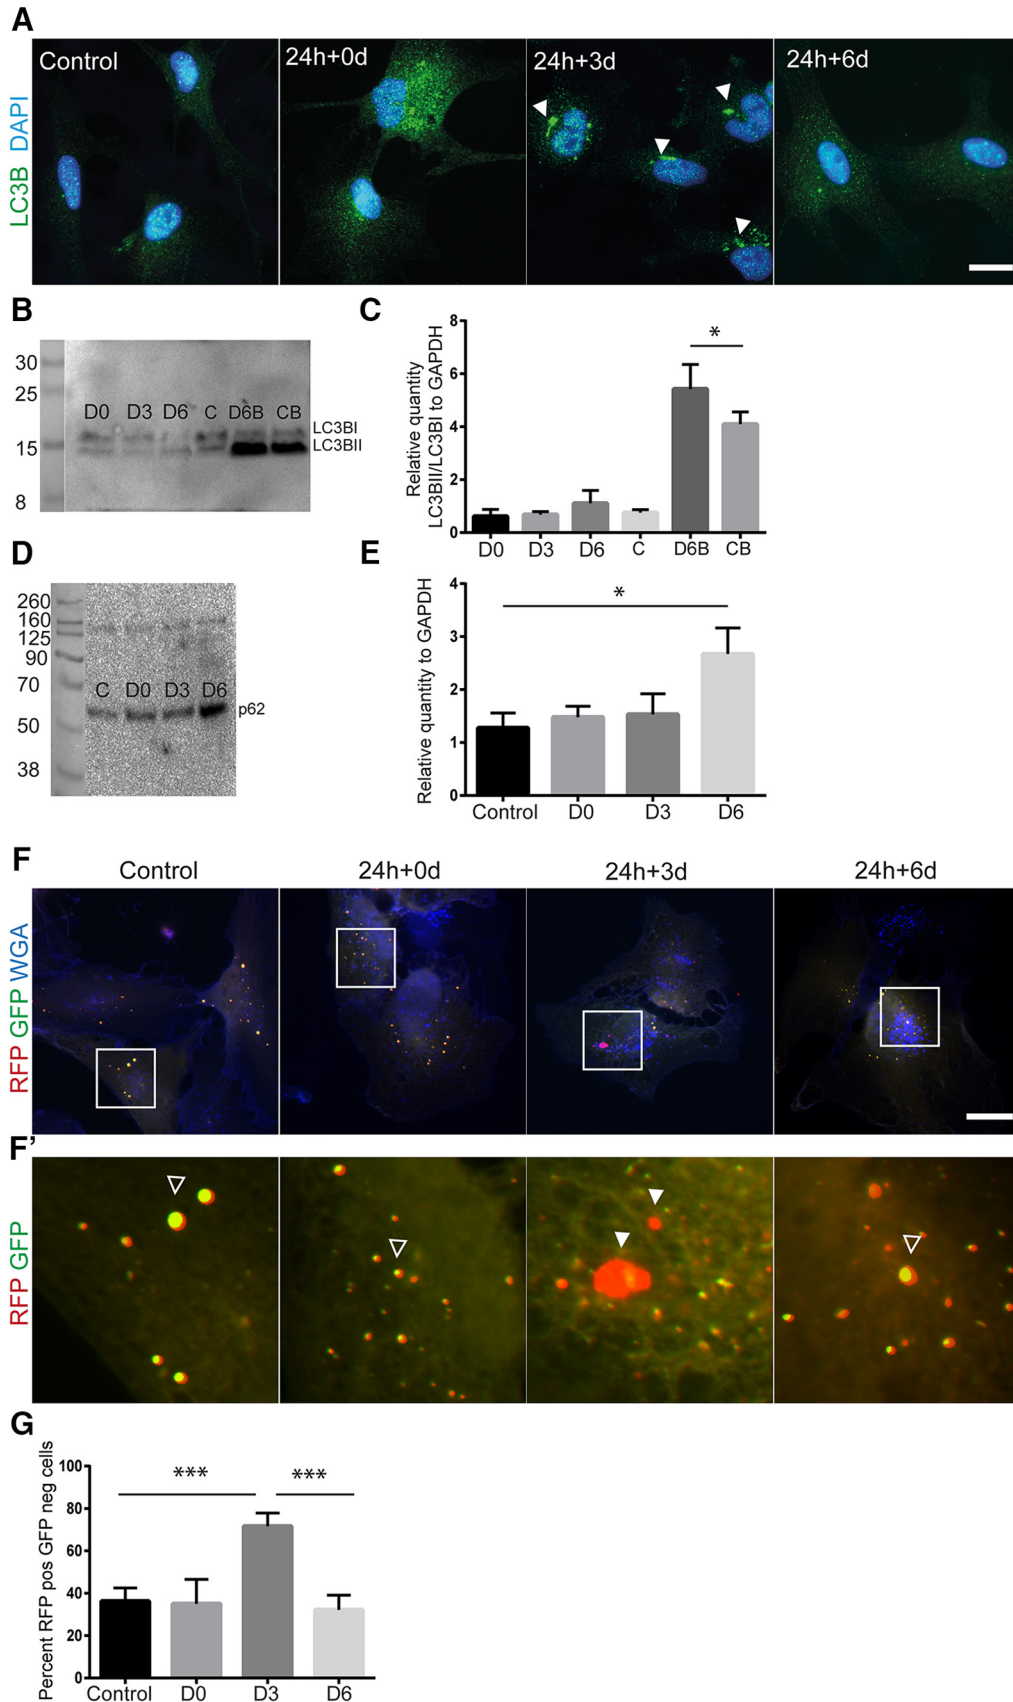 A
LC3B DAPI
Control
24h+0d
24h+3d
24h+6d
B
30
25
15
8
D0 D3 D6 C D6B CB
LC3BI
LC3BII
C
Relative quantity
LC3BII/LC3BI to GAPDH
8
6
4
2
0
*
D0 D3 D6 C D6B CB
D
260
160
125
90
70
50
38
C D0 D3 D6
p62
E
Relative quantity to GAPDH
4
3
2
1
0
*
Control D0 D3 D6
F
RFP GFP WGA
Control
24h+0d
24h+3d
24h+6d
F’
RFP GFP
G
Percent RFP pos GFP neg cells
100
80
60
40
20
0
*** ***
Control D0 D3 D6